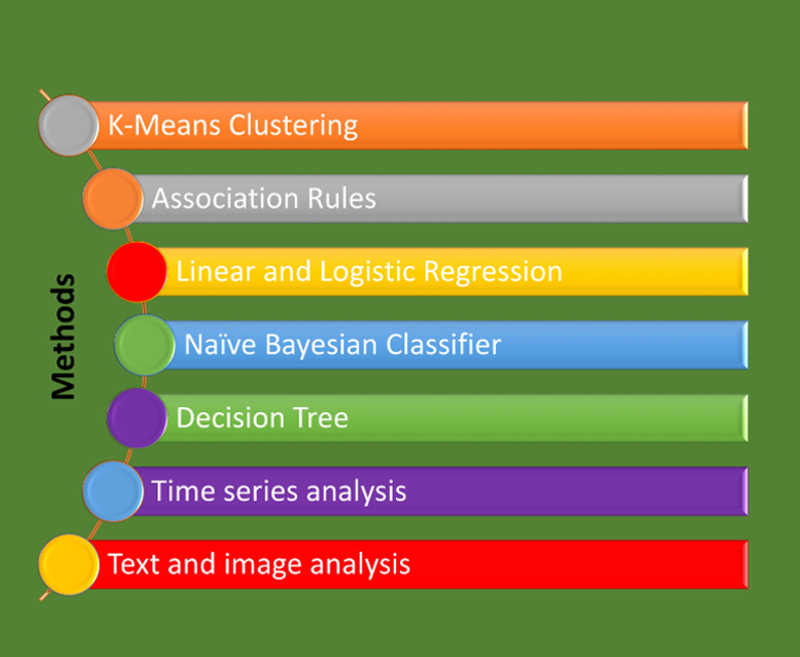 Methods
K-Means Clustering
Association Rules
Linear and Logistic Regression
Naïve Bayesian Classifier
Decision Tree
Time series analysis
Text and image analysis